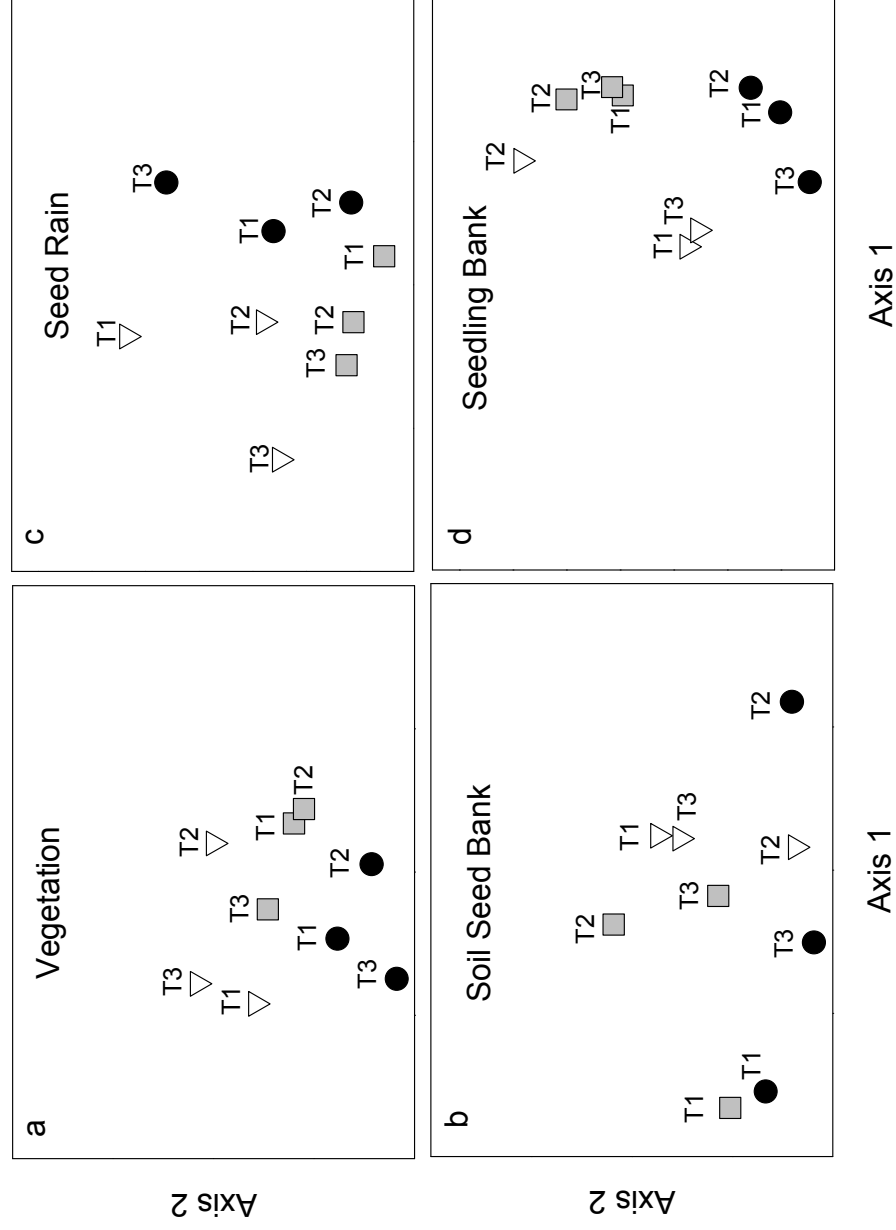 a
Vegetation
T3
T2
T1
T3
T1
T2
T1
T2
T3
Axis 2
c
Seed Rain
T1
T3
T2
T1
T3
T3
T2
T2
T1
b
Soil Seed Bank
T2
T1
T3
T3
T1
T1
T2
T2
T3
Axis 2
Axis 1
d
Seedling Bank
T2
T2
T3
T1
T1
T3
T2
T1
T3
Axis 1